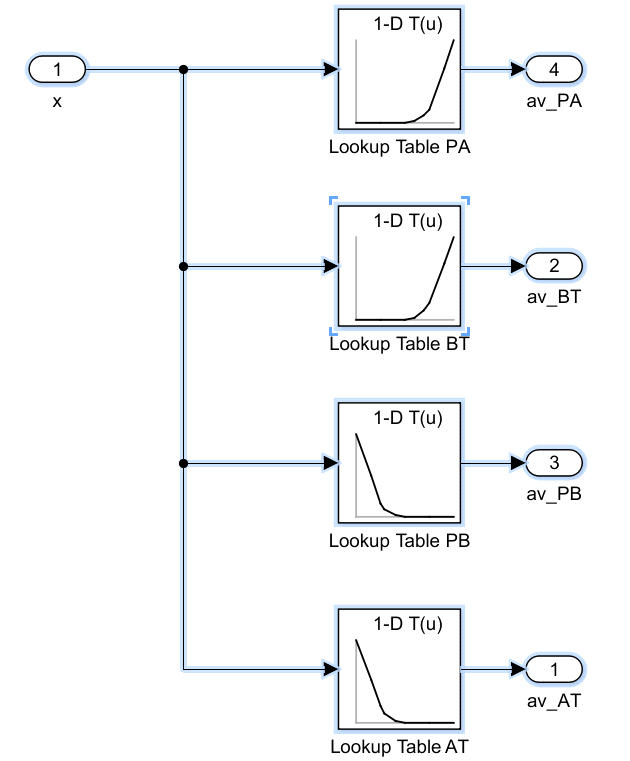 1
x
1-D T(u)
Lookup Table PA
4
av_PA
1-D T(u)
Lookup Table BT
2
av_BT
1-D T(u)
Lookup Table PB
3
av_PB
1-D T(u)
Lookup Table AT
1
av_AT